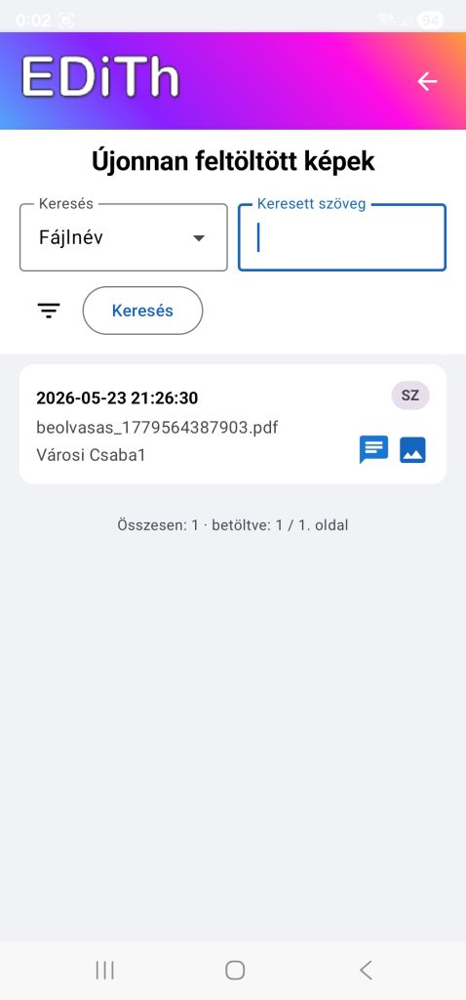 0:02
94
EDiTh
Újonnan feltöltött képek
Keresés
Fájlnév
Keresett szöveg
Keresés
2026-05-23 21:26:30
SZ
beolvasas_1779564387903.pdf
Városi Csaba1
Összesen: 1 · betöltve: 1 / 1. oldal